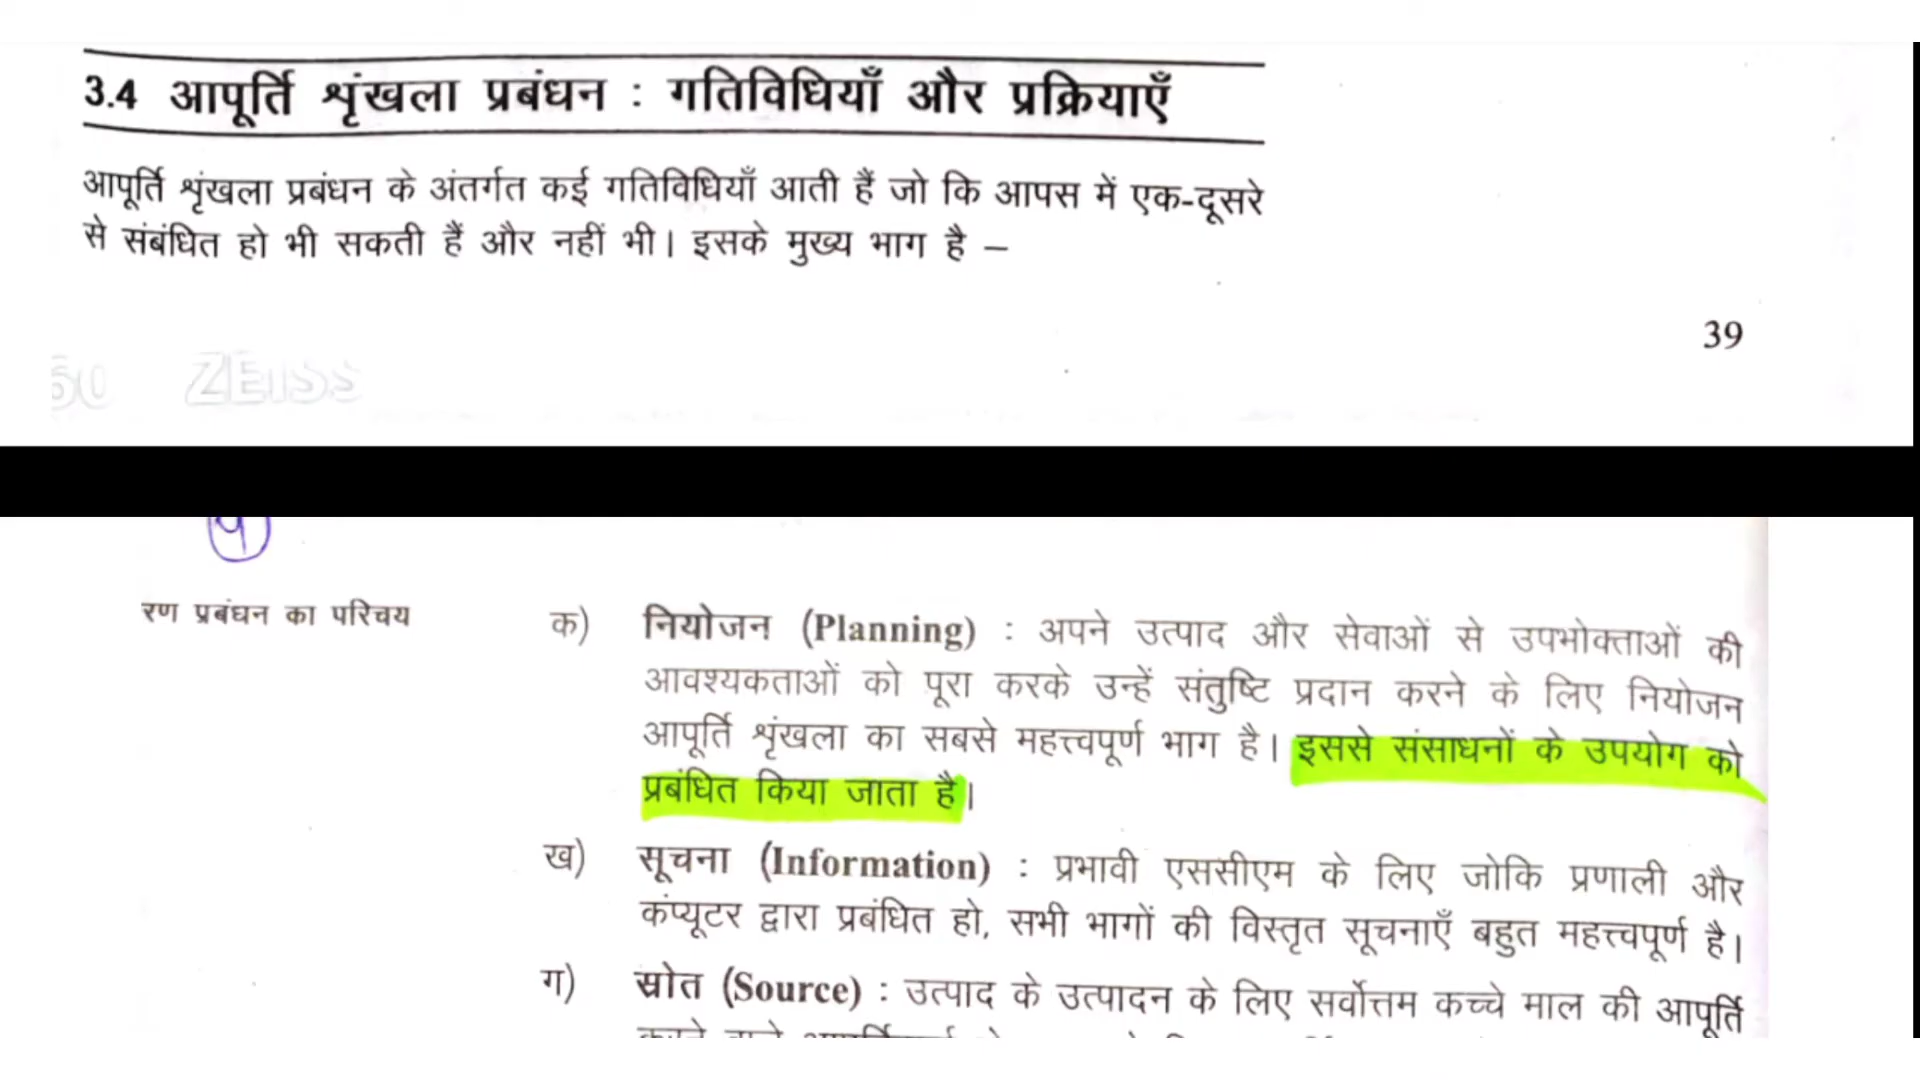 3.4 आपूर्ति शृंखला प्रबंधन : गतिविधियाँ और प्रक्रियाएँ
आपूर्ति शृंखला प्रबंधन के अंतर्गत कई गतिविधियाँ आती हैं जो कि आपस में एक-दूसरे
से संबंधित हो भी सकती हैं और नहीं भी। इसके मुख्य भाग है –
39
60 ZEISS
रण प्रबंधन का परिचय
क) नियोजन (Planning) : अपने उत्पाद और सेवाओं से उपभोक्ताओं की
आवश्यकताओं को पूरा करके उन्हें संतुष्टि प्रदान करने के लिए नियोजन
आपूर्ति शृंखला का सबसे महत्त्वपूर्ण भाग है। इससे संसाधनों के उपयोग को
प्रबंधित किया जाता है।
ख) सूचना (Information) : प्रभावी एससीएम के लिए जोकि प्रणाली और
कंप्यूटर द्वारा प्रबंधित हो, सभी भागों की विस्तृत सूचनाएँ बहुत महत्त्वपूर्ण है।
ग) स्रोत (Source) : उत्पाद के उत्पादन के लिए सर्वोत्तम कच्चे माल की आपूर्ति